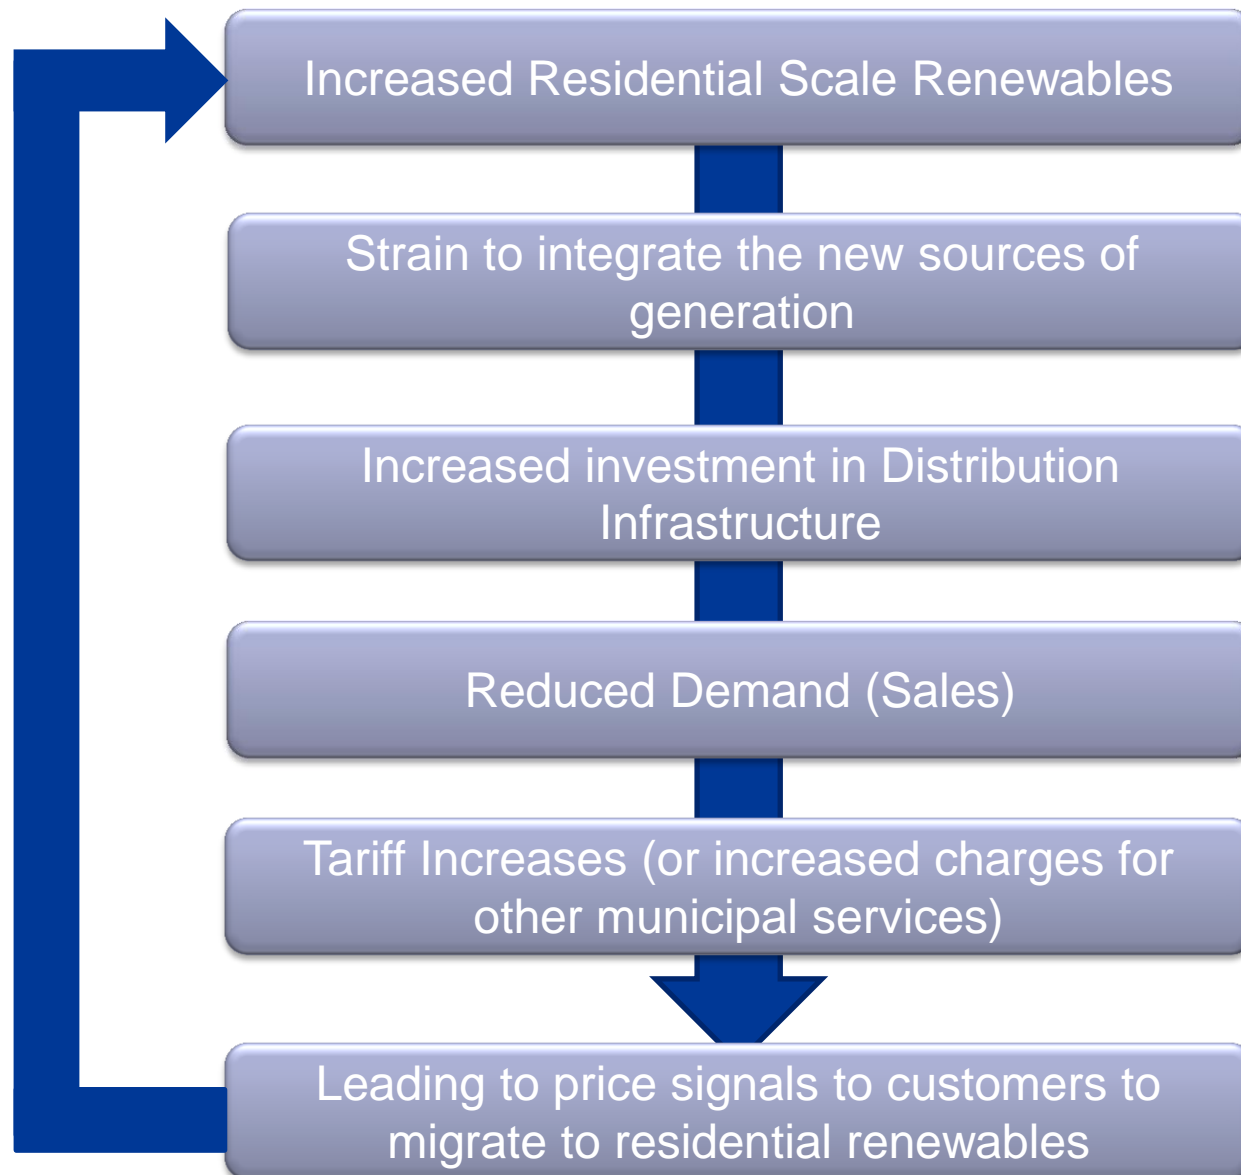 Increased Residential Scale Renewables
Strain to integrate the new sources of
generation
Increased investment in Distribution
Infrastructure
Reduced Demand (Sales)
Tariff Increases (or increased charges for
other municipal services)
Leading to price signals to customers to
migrate to residential renewables